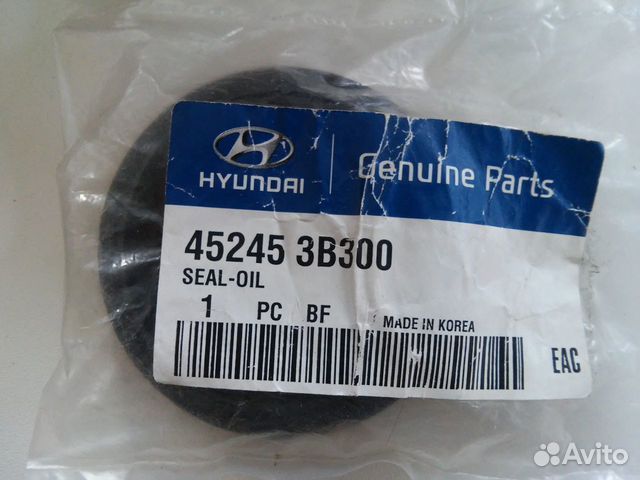 HYUNDAI
Genuine Parts
45245 3B300
SEAL-OIL
1 PC BF
MADE IN KOREA
EAC
Avito